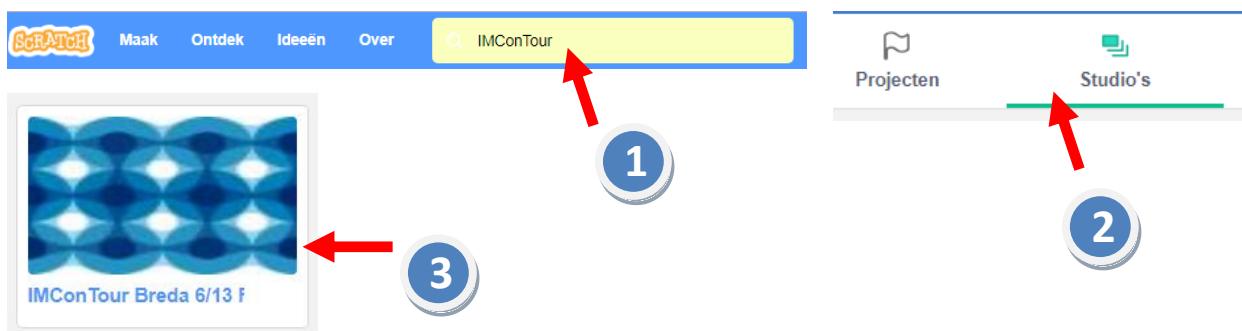 SCRATCH Maak Ontdek Ideeën Over IMConTour
Projecten Studio's
1
2
3
IMConTour Breda 6/13 F